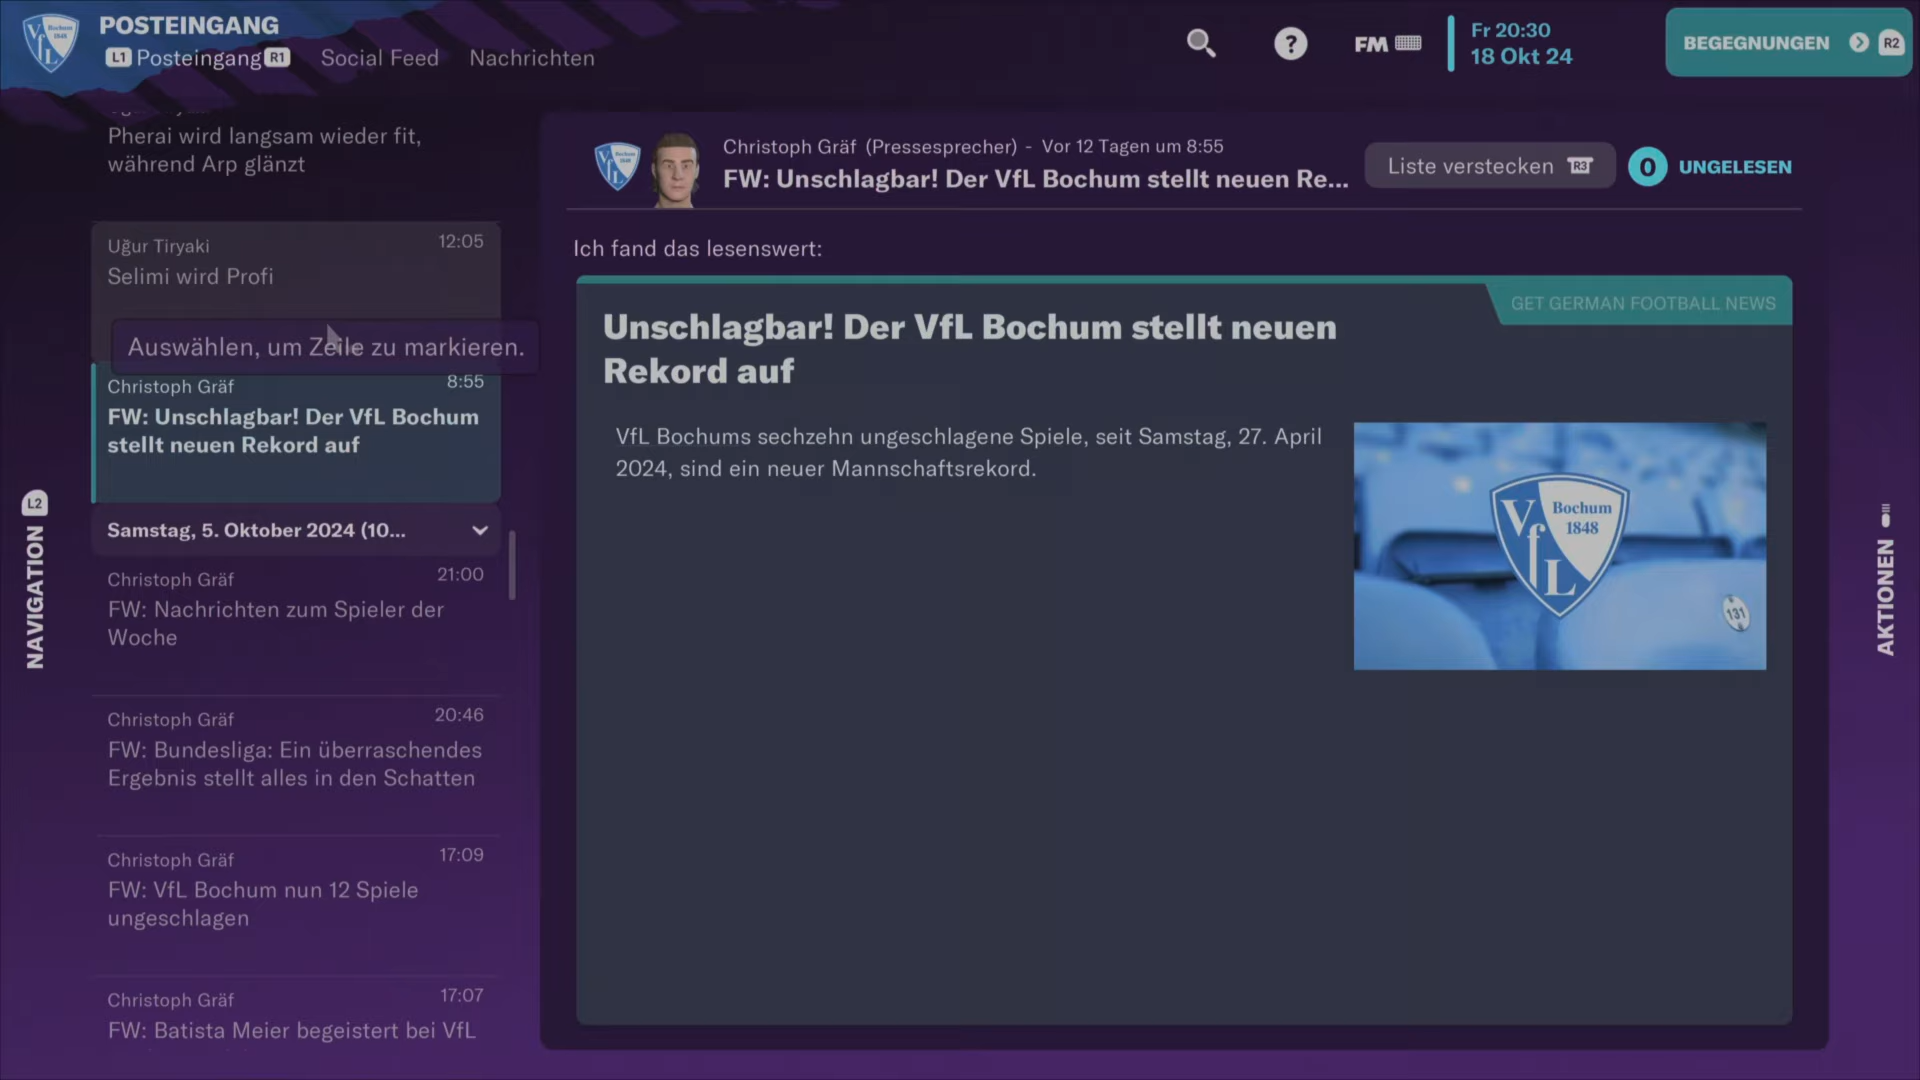 POSTEINGANG
L1 Posteingang R1 Social Feed Nachrichten
FM
Fr 20:30
18 Okt 24
BEGEGNUNGEN R2
Pherai wird langsam wieder fit,
während Arp glänzt
Uğur Tiryaki 12:05
Selimi wird Profi
Auswählen, um Zeile zu markieren.
Christoph Gräf 8:55
FW: Unschlagbar! Der VfL Bochum
stellt neuen Rekord auf
Samstag, 5. Oktober 2024 (10...
Christoph Gräf 21:00
FW: Nachrichten zum Spieler der
Woche
Christoph Gräf 20:46
FW: Bundesliga: Ein überraschendes
Ergebnis stellt alles in den Schatten
Christoph Gräf 17:09
FW: VfL Bochum nun 12 Spiele
ungeschlagen
Christoph Gräf 17:07
FW: Batista Meier begeistert bei VfL
L2
NAVIGATION
Christoph Gräf (Pressesprecher) - Vor 12 Tagen um 8:55
FW: Unschlagbar! Der VfL Bochum stellt neuen Re...
Liste verstecken R3
0 UNGELESEN
Ich fand das lesenswert:
GET GERMAN FOOTBALL NEWS
Unschlagbar! Der VfL Bochum stellt neuen
Rekord auf
VfL Bochums sechzehn ungeschlagene Spiele, seit Samstag, 27. April
2024, sind ein neuer Mannschaftsrekord.
VfL Bochum
1848
131
AKTIONEN